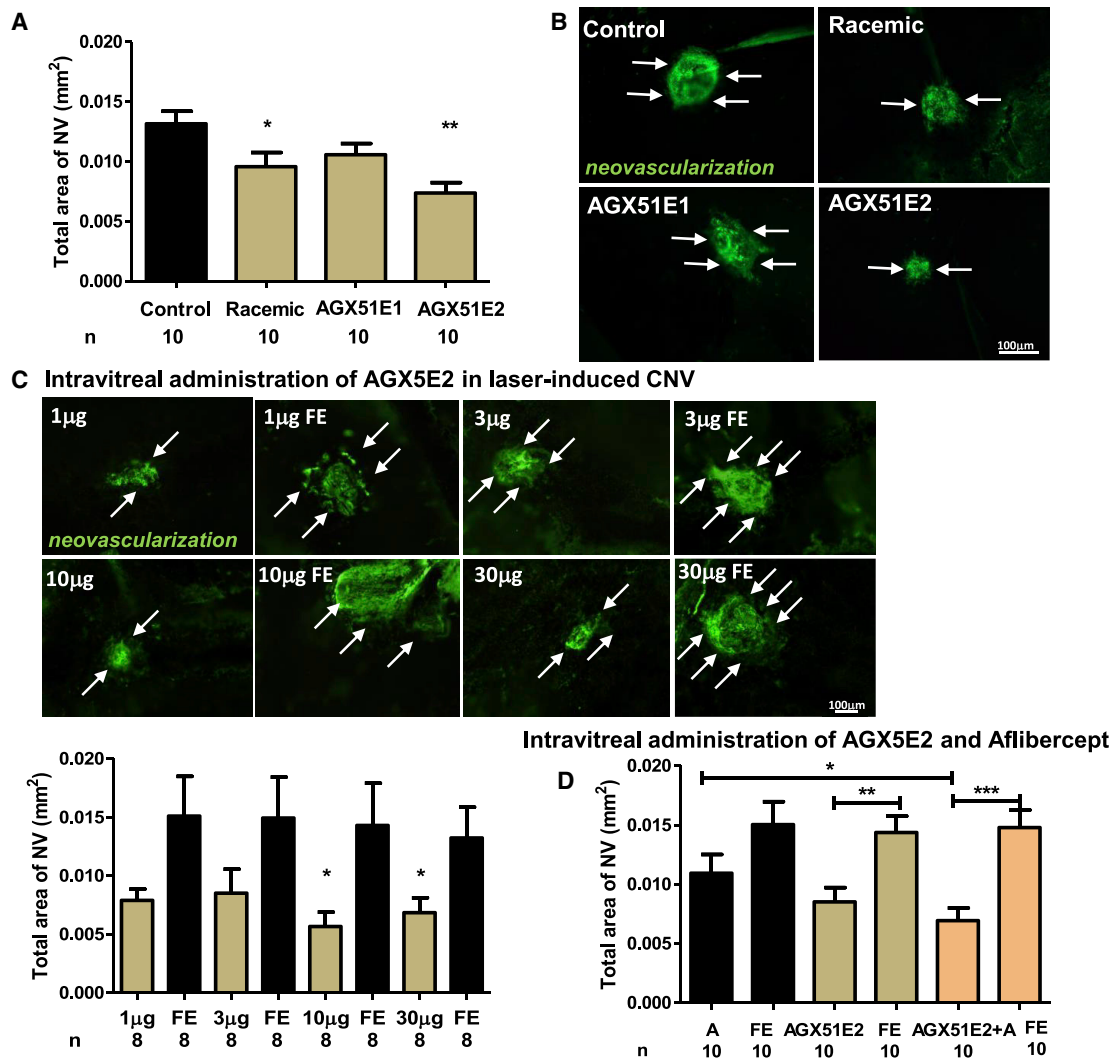 A
Total area of NV (mm²)
0.020
0.015
0.010
0.005
0.000
*
**
Control Racemic AGX51E1 AGX51E2
n 10 10 10 10
B
Control
Racemic
neovascularization
AGX51E1
AGX51E2
100µm
C Intravitreal administration of AGX5E2 in laser-induced CNV
1µg
1µg FE
3µg
3µg FE
neovascularization
10µg
10µg FE
30µg
30µg FE
100µm
Total area of NV (mm²)
0.020
0.015
0.010
0.005
0.000
* *
1µg FE 3µg FE 10µg FE 30µg FE
n 8 8 8 8 8 8 8 8
Intravitreal administration of AGX5E2 and Aflibercept
D
Total area of NV (mm²)
0.020
0.015
0.010
0.005
0.000
*
** ***
A FE AGX51E2 FE AGX51E2+A FE
n 10 10 10 10 10 10